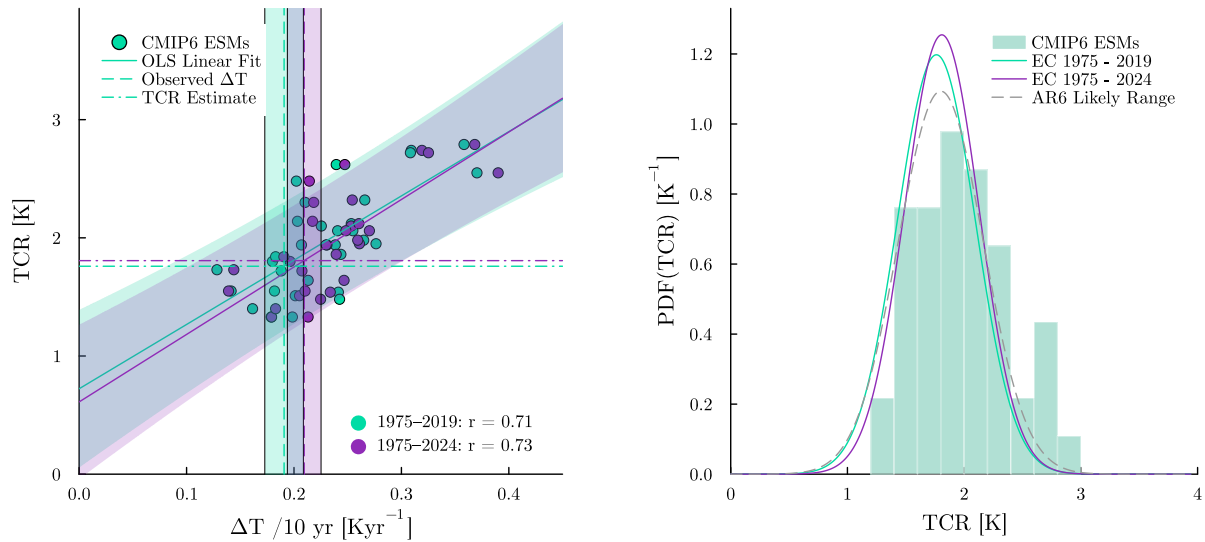 CMIP6 ESMs
OLS Linear Fit
Observed ΔT
TCR Estimate
3
2
1
0
TCR [K]
1975–2019: r = 0.71
1975–2024: r = 0.73
0.0
0.1
0.2
0.3
0.4
ΔT /10 yr [Kyr⁻¹]
CMIP6 ESMs
EC 1975 - 2019
EC 1975 - 2024
AR6 Likely Range
1.2
1.0
0.8
0.6
0.4
0.2
0.0
PDF(TCR) [K⁻¹]
0
1
2
3
4
TCR [K]